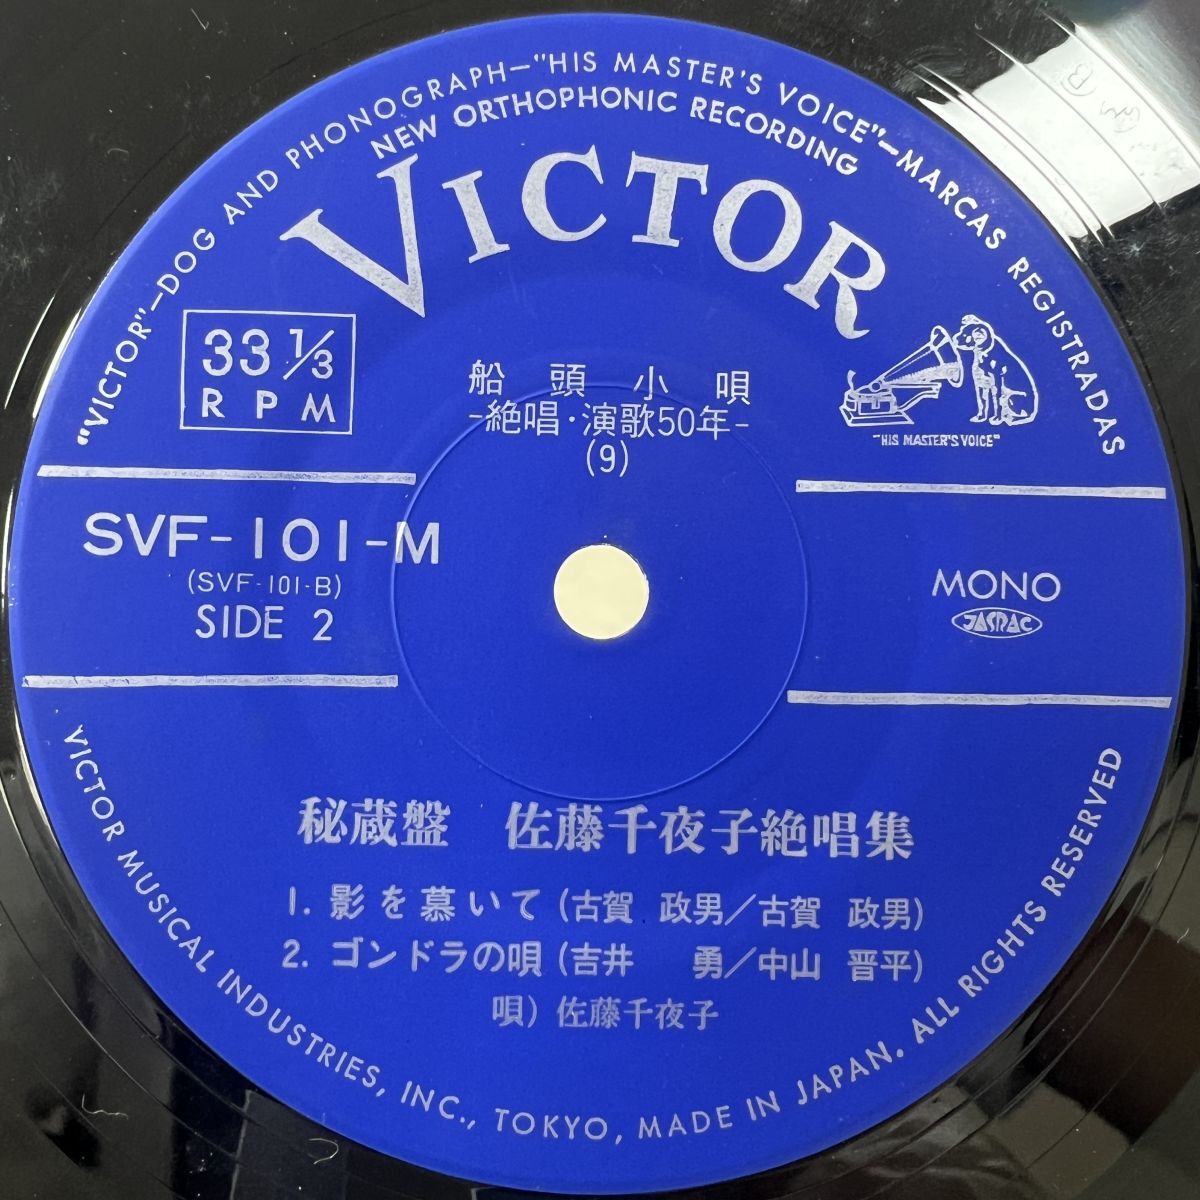 "VICTOR"–DOG AND PHONOGRAPH–"HIS MASTER'S VOICE"–MARCAS REGISTRADAS
NEW ORTHOPHONIC RECORDING
VICTOR
33 1/3
RPM
船頭小唄
-絶唱・演歌50年-
(9)
"HIS MASTER'S VOICE"
SVF-101-M
(SVF-101-B)
SIDE 2
MONO
JASRAC
秘蔵盤 佐藤千夜子絶唱集
1. 影を慕いて (古賀 政男/古賀 政男)
2. ゴンドラの唄 (吉井 勇/中山 晋平)
唄) 佐藤千夜子
VICTOR MUSICAL INDUSTRIES, INC., TOKYO, MADE IN JAPAN. ALL RIGHTS RESERVED